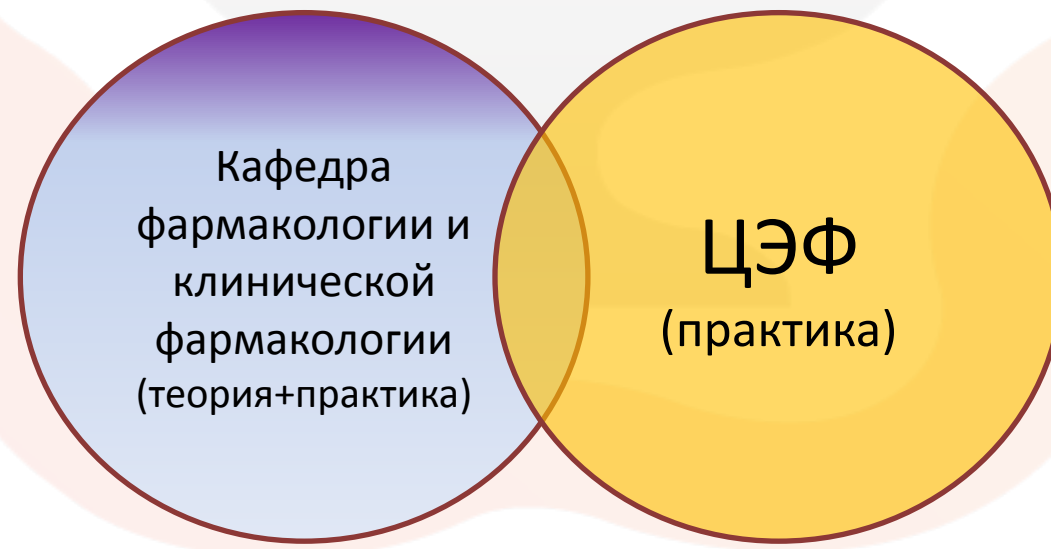 Кафедра
фармакологии и
клинической
фармакологии
(теория+практика)
ЦЭФ
(практика)